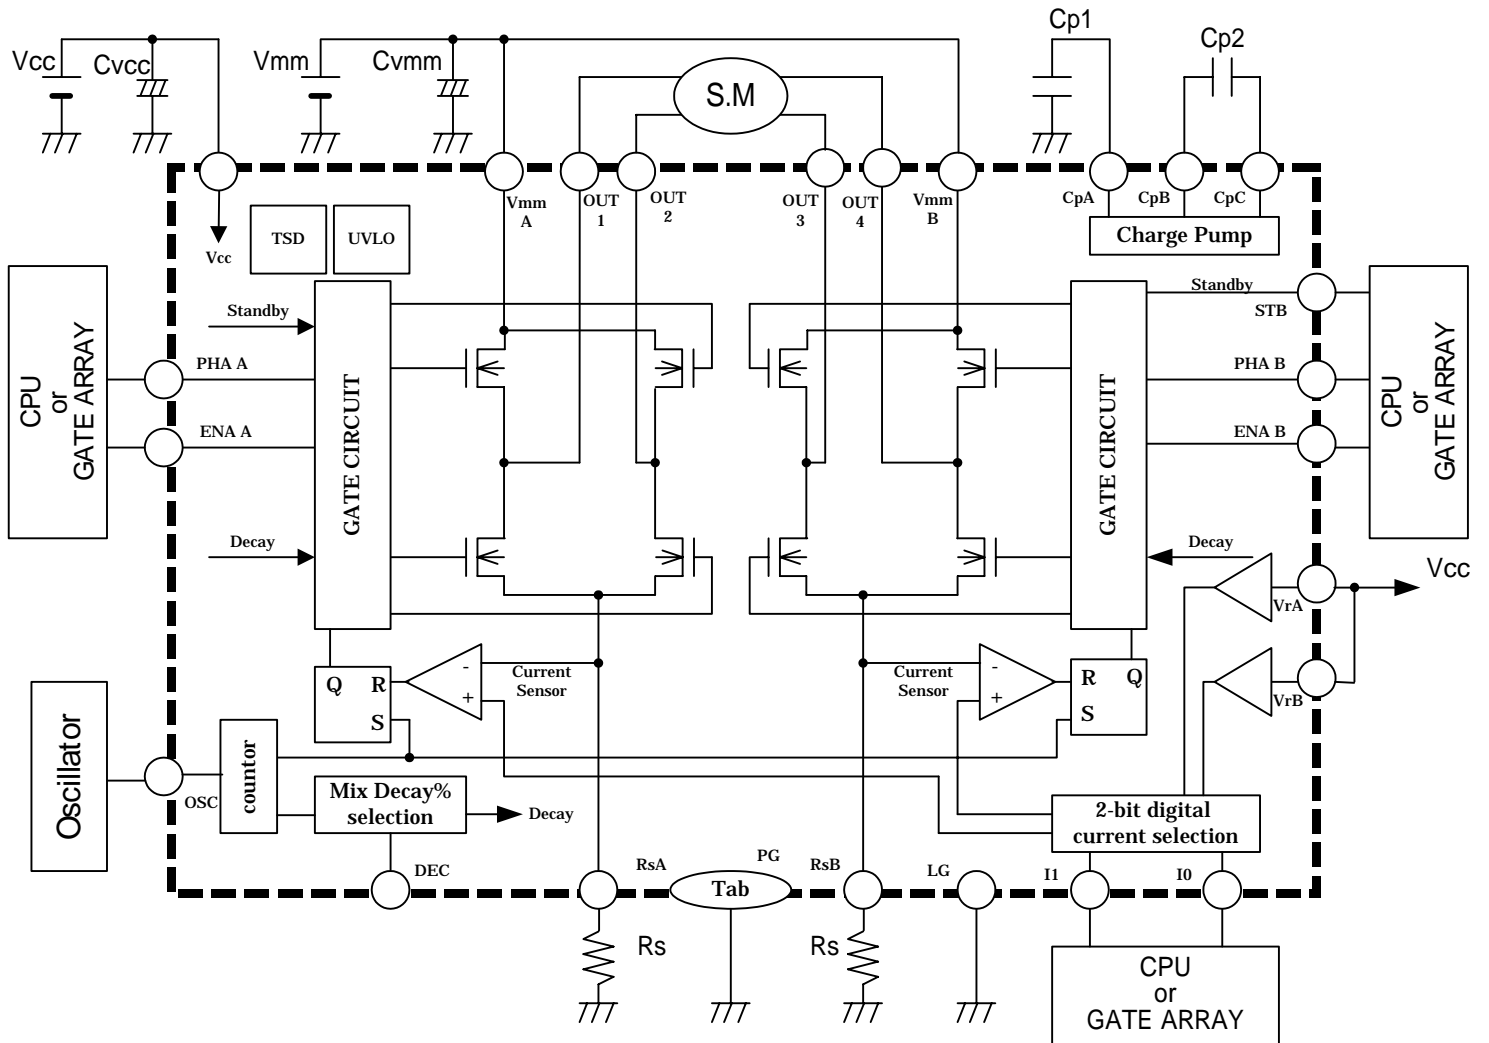 Cp1
Cp2
Vcc
Cvcc
Vmm
Cvmm
S.M
Vmm
A
OUT
1
OUT
2
OUT
3
OUT
4
Vmm
B
CpA
CpB
CpC
Charge Pump
TSD
UVLO
Vcc
Standby
Standby
STB
CPU
or
GATE ARRAY
PHA A
ENA A
GATE CIRCUIT
GATE CIRCUIT
PHA B
ENA B
CPU
or
GATE ARRAY
Decay
Decay
Vcc
VrA
VrB
Q
R
S
-
+
Current
Sensor
Current
Sensor
-
+
R
Q
S
Oscillator
OSC
countor
Mix Decay%
selection
Decay
2-bit digital
current selection
DEC
RsA
PG
Tab
RsB
LG
I1
I0
Rs
Rs
CPU
or
GATE ARRAY